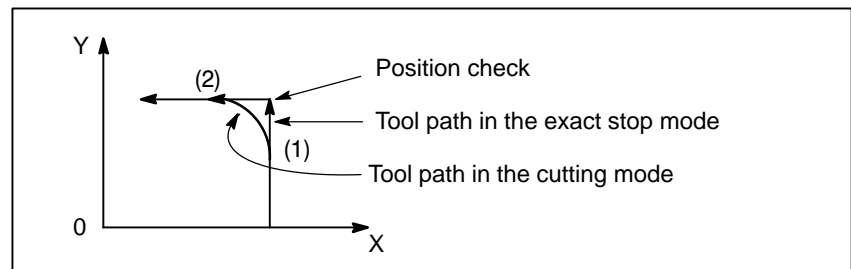 Y
(2)
Position check
Tool path in the exact stop mode
(1)
Tool path in the cutting mode
0
X